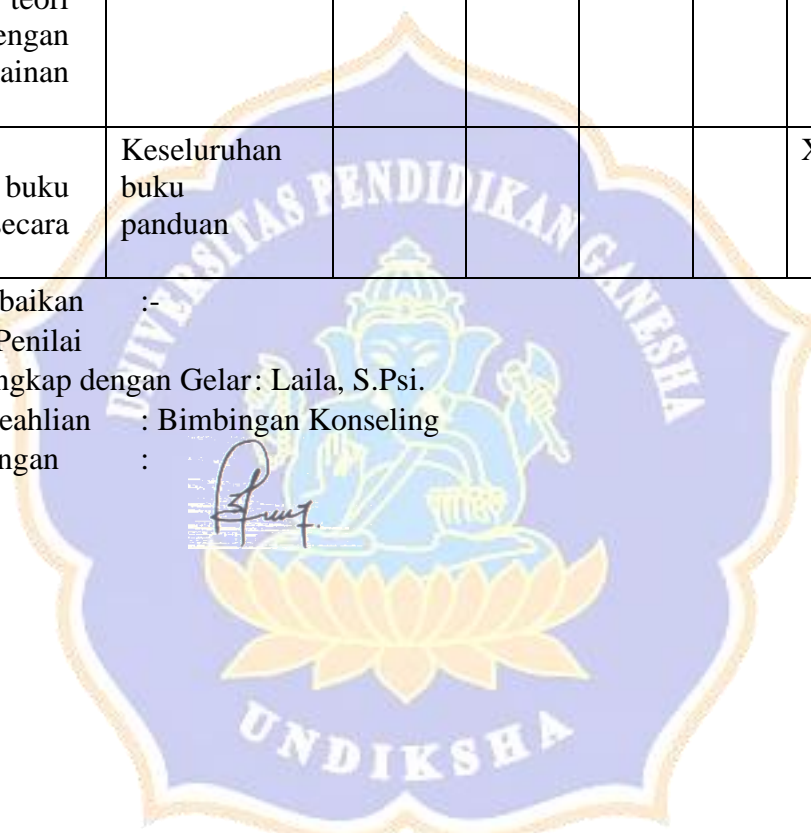 teori
engan
ainan
buku
ecara
Keseluruhan
buku
panduan
X
baikan :-
Penilai
ngkap dengan Gelar: Laila, S.Psi.
eahlian : Bimbingan Konseling
ngan :
UNIVERSITAS PENDIDIKAN GANESHA
UNDIKSHA